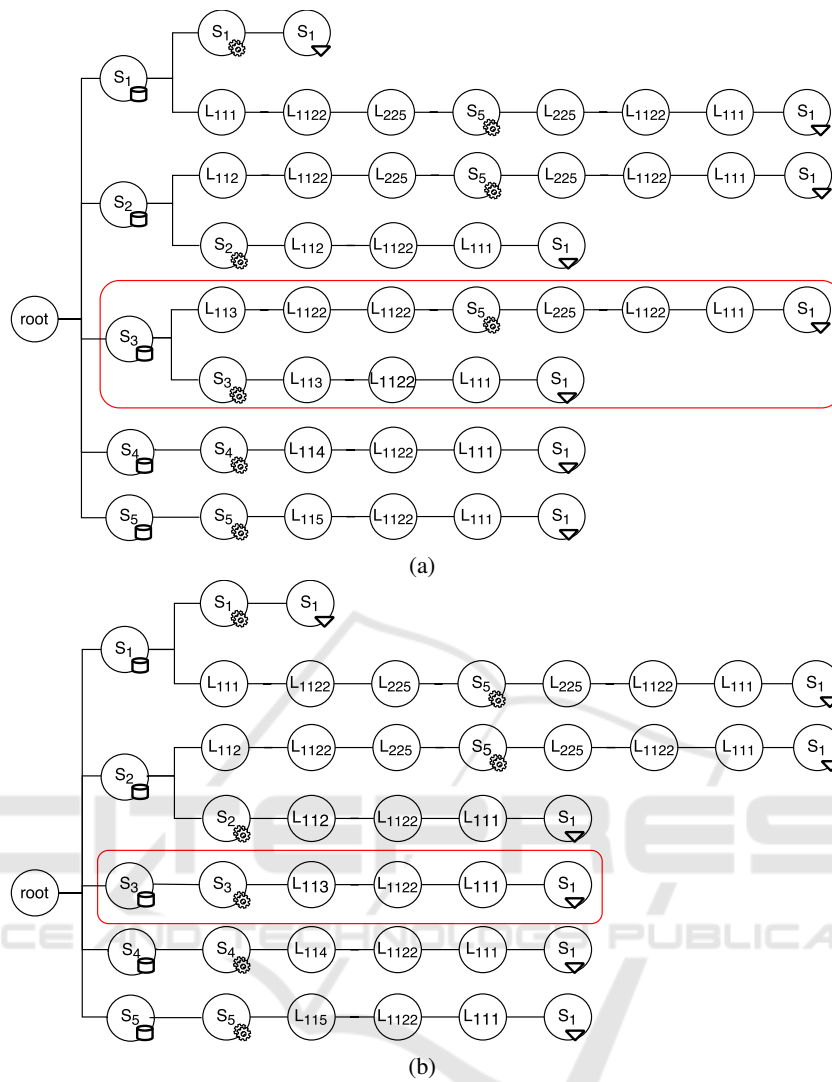 S1 S1
S1
L111 L1122 L225 S5 L225 L1122 L111 S1
L112 L1122 L225 S5 L225 L1122 L111 S1
S2
S2 L112 L1122 L111 S1
L113 L1122 L1122 S5 L225 L1122 L111 S1
root
S3
S3 L113 L1122 L111 S1
S4 S4 L114 L1122 L111 S1
S5 S5 L115 L1122 L111 S1
(a)
S1 S1
S1
L111 L1122 L225 S5 L225 L1122 L111 S1
L112 L1122 L225 S5 L225 L1122 L111 S1
S2
S2 L112 L1122 L111 S1
CITEPRES
root S3 S3 L113 L1122 L111 S1
CE AND TECHNOLOGY PUBLICA
S4 S4 L114 L1122 L111 S1
S5 S5 L115 L1122 L111 S1
(b)